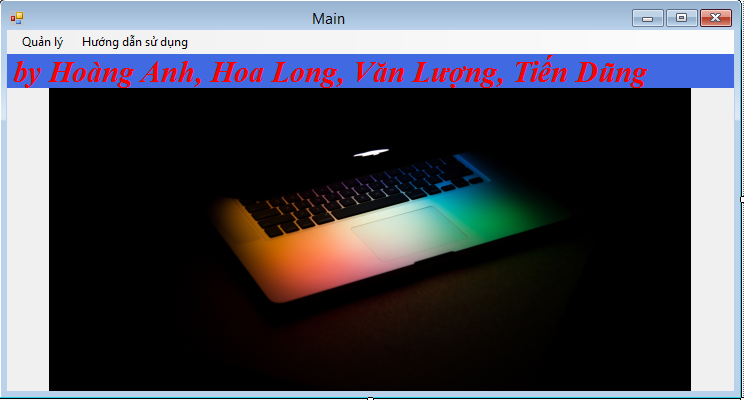 Main
Quản lý Hướng dẫn sử dụng
by Hoàng Anh, Hoa Long, Văn Lượng, Tiến Dũng